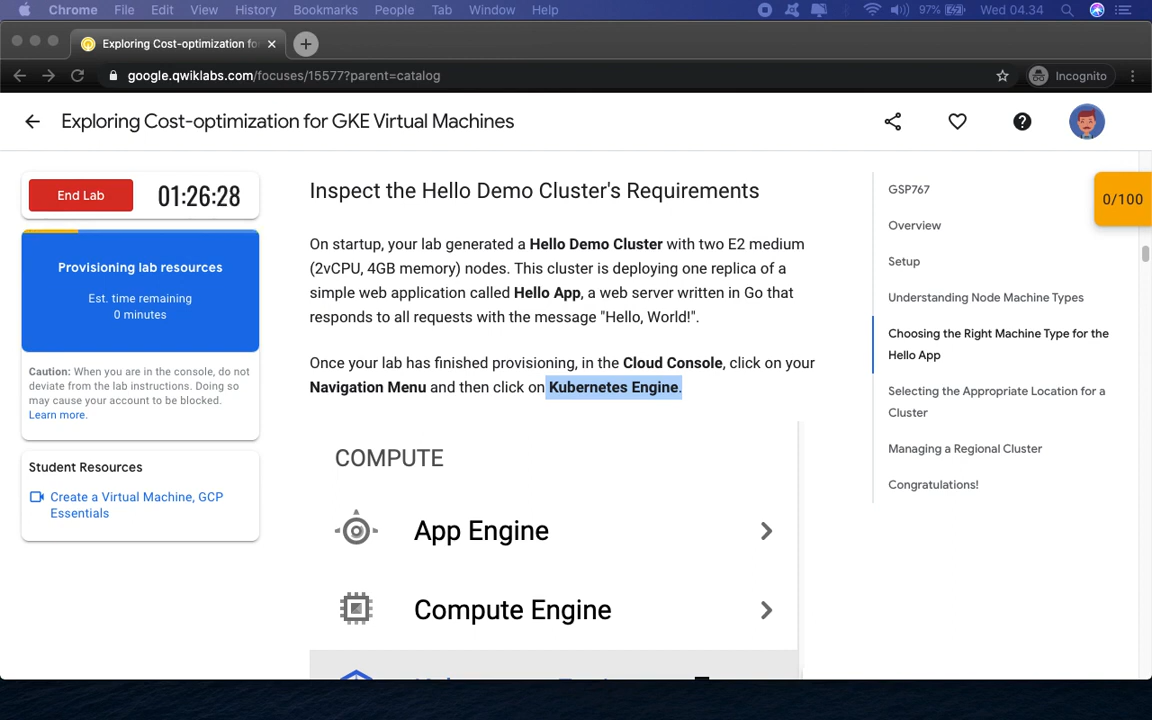 Chrome File Edit View History Bookmarks People Tab Window Help 97% Wed 04.34
Exploring Cost-optimization fo
google.qwiklabs.com/focuses/15577?parent=catalog Incognito
Exploring Cost-optimization for GKE Virtual Machines
End Lab 01:26:28
Provisioning lab resources
Est. time remaining
0 minutes
Caution: When you are in the console, do not
deviate from the lab instructions. Doing so
may cause your account to be blocked.
Learn more.
Student Resources
Create a Virtual Machine, GCP
Essentials
Inspect the Hello Demo Cluster's Requirements
On startup, your lab generated a Hello Demo Cluster with two E2 medium
(2vCPU, 4GB memory) nodes. This cluster is deploying one replica of a
simple web application called Hello App, a web server written in Go that
responds to all requests with the message "Hello, World!".
Once your lab has finished provisioning, in the Cloud Console, click on your
Navigation Menu and then click on Kubernetes Engine.
COMPUTE
App Engine
Compute Engine
GSP767
Overview
Setup
Understanding Node Machine Types
Choosing the Right Machine Type for the
Hello App
Selecting the Appropriate Location for a
Cluster
Managing a Regional Cluster
Congratulations!
0/100